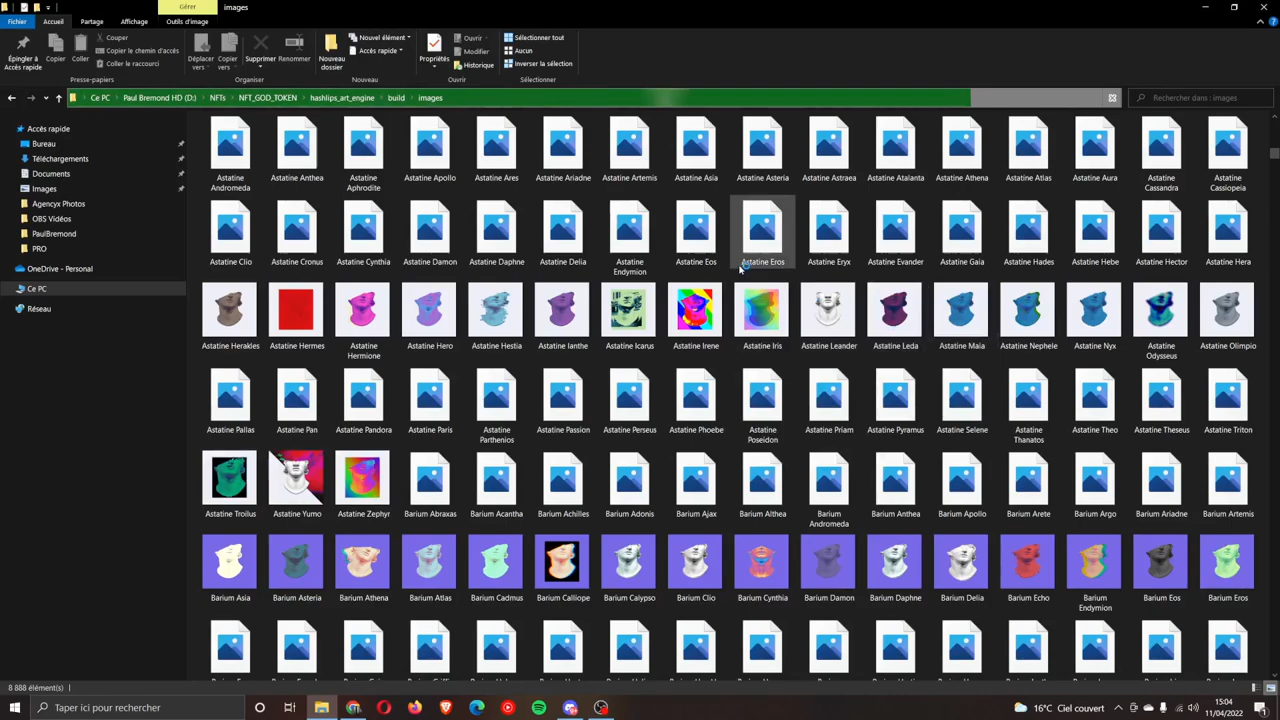 Gérer
images
Fichier
Accueil
Partage
Affichage
Outils d'image
Épingler à
Accès rapide
Copier
Coller
Couper
Copier le chemin d'accès
Coller le raccourci
Presse-papiers
Déplacer
vers
Copier
vers
Supprimer
Renommer
Organiser
Nouveau
dossier
Nouvel élément
Accès rapide
Nouveau
Propriétés
Ouvrir
Modifier
Historique
Ouvrir
Sélectionner tout
Aucun
Inverser la sélection
Sélectionner
Ce PC
Paul Bremond HD (D:)
NFTs
NFT_GOD_TOKEN
hashlips_art_engine
build
images
Rechercher dans : images
Accès rapide
Bureau
Téléchargements
Documents
Images
Agencyx Photos
OBS Vidéos
PaulBremond
PRO
OneDrive - Personal
Ce PC
Réseau
Astatine
Andromeda
Astatine Anthea
Astatine
Aphrodite
Astatine Apollo
Astatine Ares
Astatine Ariadne
Astatine Artemis
Astatine Asia
Astatine Asteria
Astatine Astraea
Astatine Atalanta
Astatine Athena
Astatine Atlas
Astatine Aura
Astatine
Cassandra
Astatine
Cassiopeia
Astatine Clio
Astatine Cronus
Astatine Cynthia
Astatine Damon
Astatine Daphne
Astatine Delia
Astatine
Endymion
Astatine Eos
Astatine Eros
Astatine Eryx
Astatine Evander
Astatine Gaia
Astatine Hades
Astatine Hebe
Astatine Hector
Astatine Hera
Astatine Herakles
Astatine Hermes
Astatine
Hermione
Astatine Hero
Astatine Hestia
Astatine Ianthe
Astatine Icarus
Astatine Irene
Astatine Iris
Astatine Leander
Astatine Leda
Astatine Maia
Astatine Nephele
Astatine Nyx
Astatine
Odysseus
Astatine Olimpio
Astatine Pallas
Astatine Pan
Astatine Pandora
Astatine Paris
Astatine
Parthenios
Astatine Passion
Astatine Perseus
Astatine Phoebe
Astatine
Poseidon
Astatine Priam
Astatine Pyramus
Astatine Selene
Astatine
Thanatos
Astatine Theo
Astatine Theseus
Astatine Triton
Astatine Troilus
Astatine Yumo
Astatine Zephyr
Barium Abraxas
Barium Acantha
Barium Achilles
Barium Adonis
Barium Ajax
Barium Althea
Barium
Andromeda
Barium Anthea
Barium Apollo
Barium Arete
Barium Argo
Barium Ariadne
Barium Artemis
Barium Asia
Barium Asteria
Barium Athena
Barium Atlas
Barium Cadmus
Barium Calliope
Barium Calypso
Barium Clio
Barium Cynthia
Barium Damon
Barium Daphne
Barium Delia
Barium Echo
Barium
Endymion
Barium Eos
Barium Eros
8 888 élément(s)
Taper ici pour rechercher
16°C Ciel couvert
15:04
11/04/2022
1